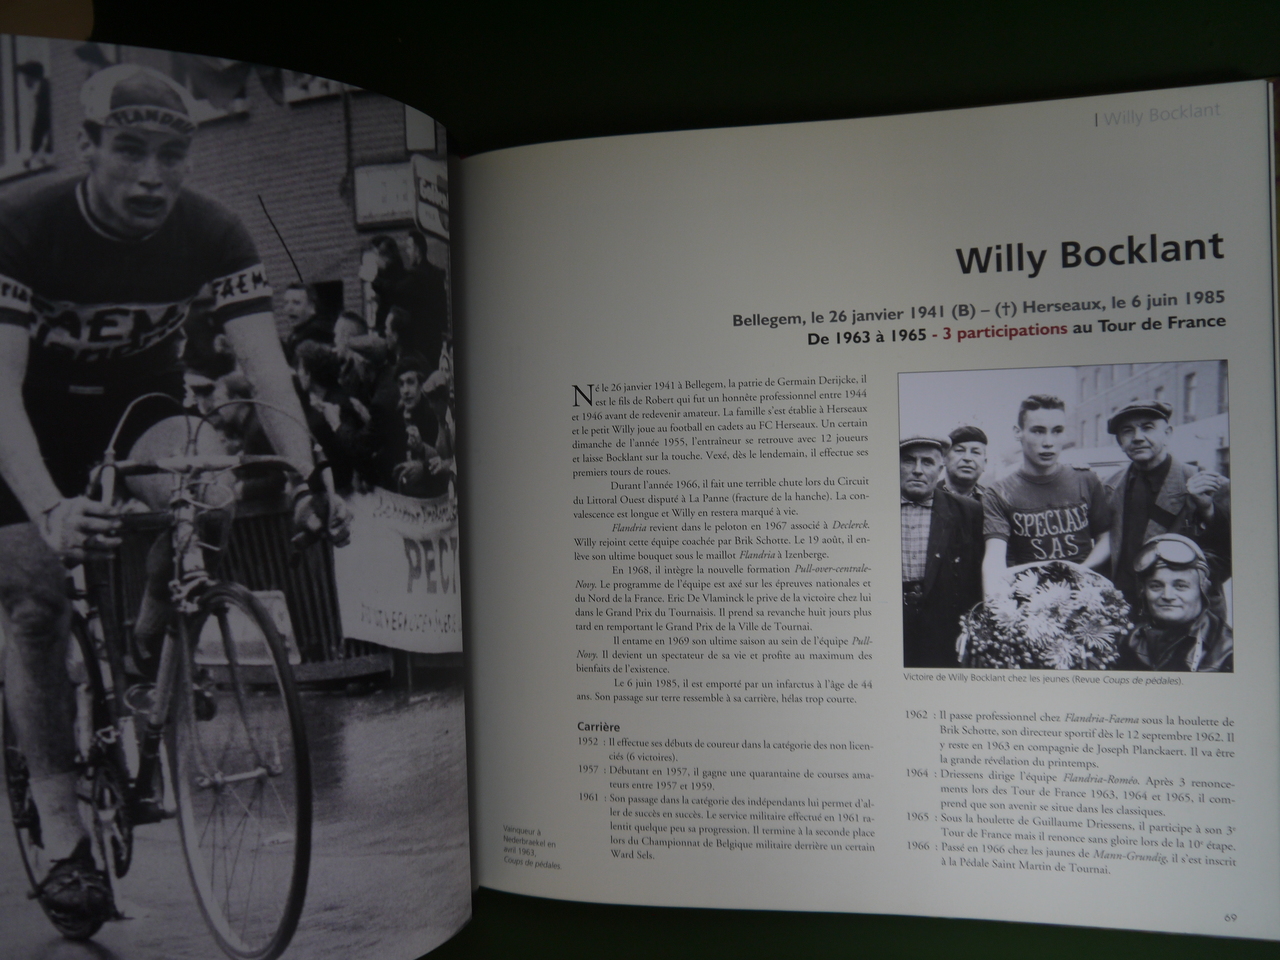 FLANDRIA
FAEMA
PECT
| Willy Bocklant
Willy Bocklant
Bellegem, le 26 janvier 1941 (B) – (†) Herseaux, le 6 juin 1985
De 1963 à 1965 - 3 participations au Tour de France
Né le 26 janvier 1941 à Bellegem, la patrie de Germain Derijcke, il
est le fils de Robert qui fut un honnête professionnel entre 1944
et 1946 avant de redevenir amateur. La famille s'est établie à Herseaux
et le petit Willy joue au football en cadets au FC Herseaux. Un certain
dimanche de l'année 1955, l'entraîneur se retrouve avec 12 joueurs
et laisse Bocklant sur la touche. Vexé, dès le lendemain, il effectue ses
premiers tours de roues.
Durant l'année 1966, il fait une terrible chute lors du Circuit
du Littoral Ouest disputé à La Panne (fracture de la hanche). La con-
valescence est longue et Willy en restera marqué à vie.
Flandria revient dans le peloton en 1967 associé à Declerck.
Willy rejoint cette équipe coachée par Brik Schotte. Le 19 août, il en-
lève son ultime bouquet sous le maillot Flandria à Izenberge.
En 1968, il intègre la nouvelle formation Pull-over-centrale-
Novy. Le programme de l'équipe est axé sur les épreuves nationales et
du Nord de la France. Eric De Vlaminck le prive de la victoire chez lui
dans le Grand Prix du Tournaisis. Il prend sa revanche huit jours plus
tard en remportant le Grand Prix de la Ville de Tournai.
Il entame en 1969 son ultime saison au sein de l'équipe Pull-
Novy. Il devient un spectateur de sa vie et profite au maximum des
bienfaits de l'existence.
Le 6 juin 1985, il est emporté par un infarctus à l'âge de 44
ans. Son passage sur terre ressemble à sa carrière, hélas trop courte.
Carrière
1952 : Il effectue ses débuts de coureur dans la catégorie des non licen-
ciés (6 victoires).
1957 : Débutant en 1957, il gagne une quarantaine de courses ama-
teurs entre 1957 et 1959.
1961 : Son passage dans la catégorie des indépendants lui permet d'al-
ler de succès en succès. Le service militaire effectué en 1961 ra-
lentit quelque peu sa progression. Il termine à la seconde place
lors du Championnat de Belgique militaire derrière un certain
Ward Sels.
Vainqueur à
Nederbraekel en
avril 1963,
Coups de pédales.
SPECIALE
SAS
Victoire de Willy Bocklant chez les jeunes (Revue Coups de pédales).
1962 : Il passe professionnel chez Flandria-Faema sous la houlette de
Brik Schotte, son directeur sportif dès le 12 septembre 1962. Il
y reste en 1963 en compagnie de Joseph Planckaert. Il va être
la grande révélation du printemps.
1964 : Driessens dirige l'équipe Flandria-Roméo. Après 3 renonce-
ments lors des Tour de France 1963, 1964 et 1965, il com-
prend que son avenir se situe dans les classiques.
1965 : Sous la houlette de Guillaume Driessens, il participe à son 3e
Tour de France mais il renonce sans gloire lors de la 10e étape.
1966 : Passé en 1966 chez les jaunes de Mann-Grundig, il s'est inscrit
à la Pédale Saint Martin de Tournai.
69